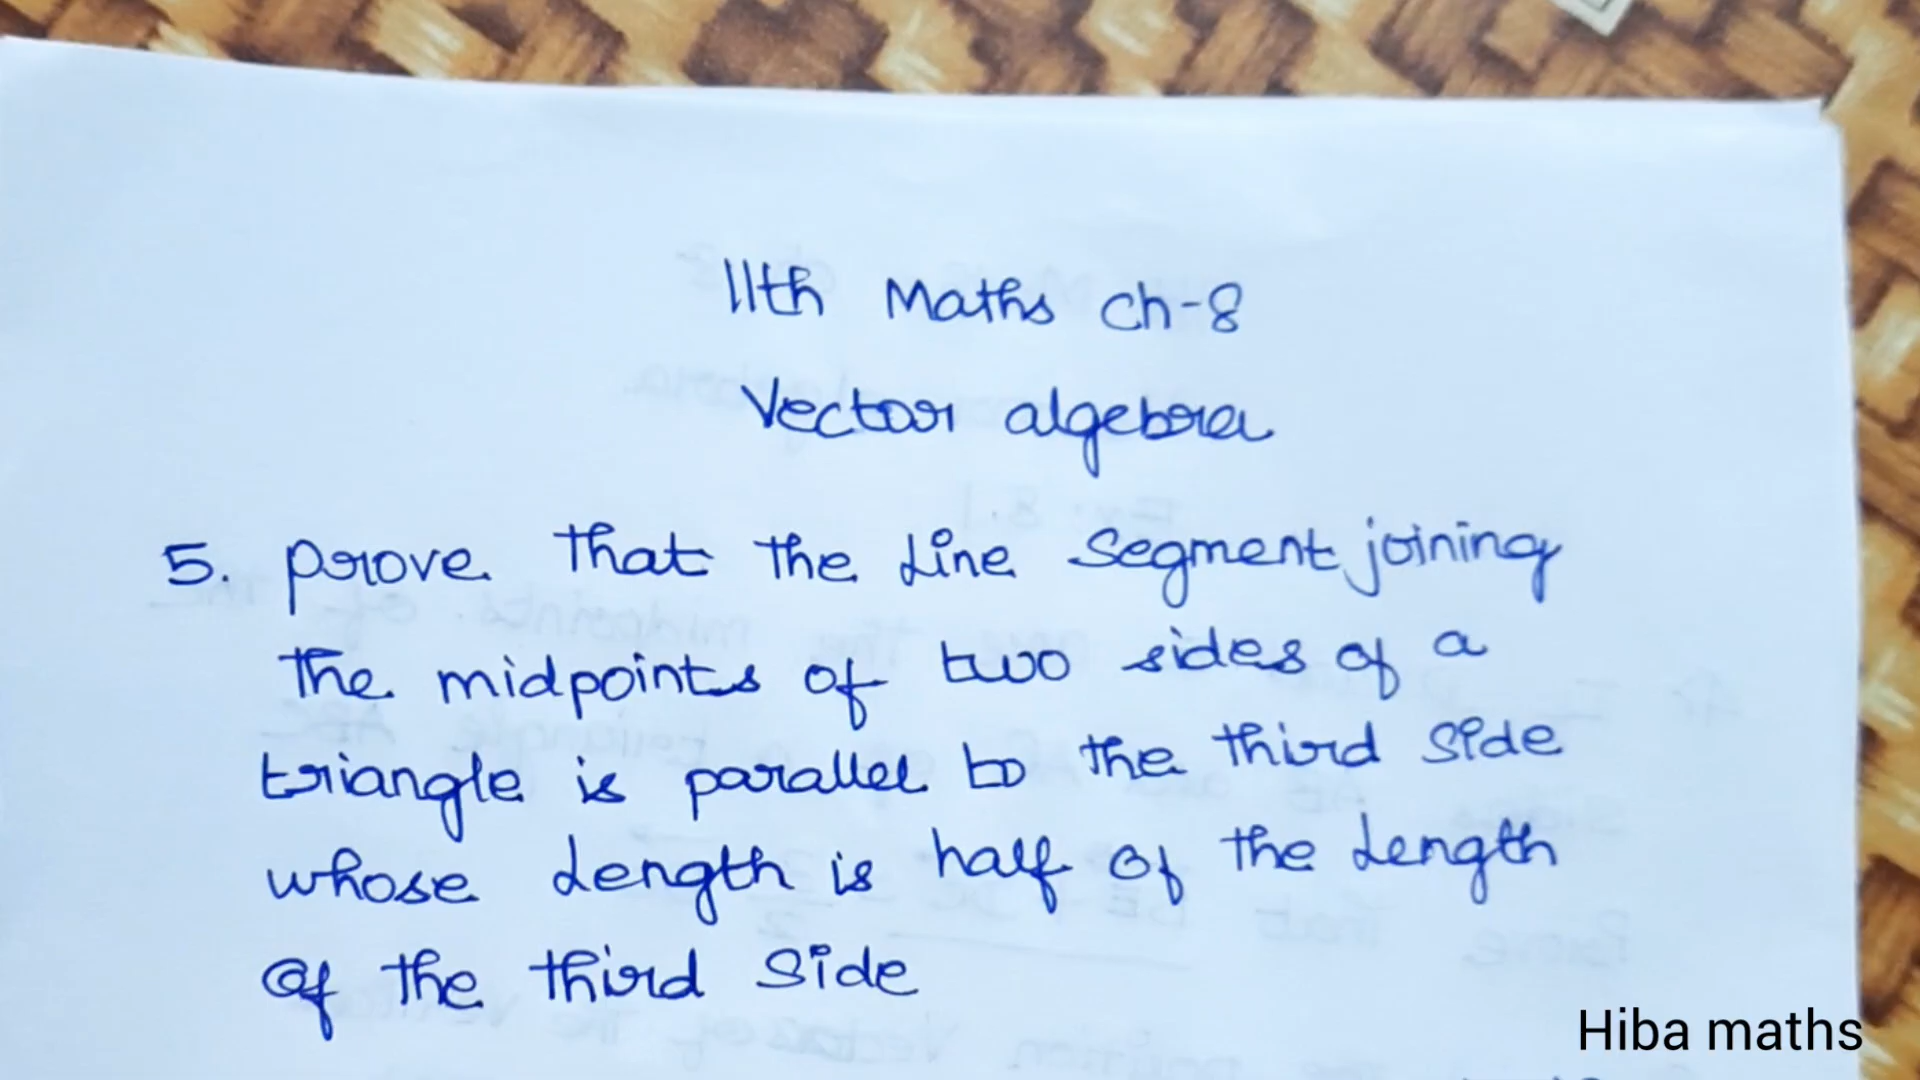 11th Maths Ch-8
Vector algebra
5. prove that the Line Segment joining
the midpoints of two sides of a
triangle is parallel to the third side
whose Length is half of the Length
Of the third Side
Hiba maths